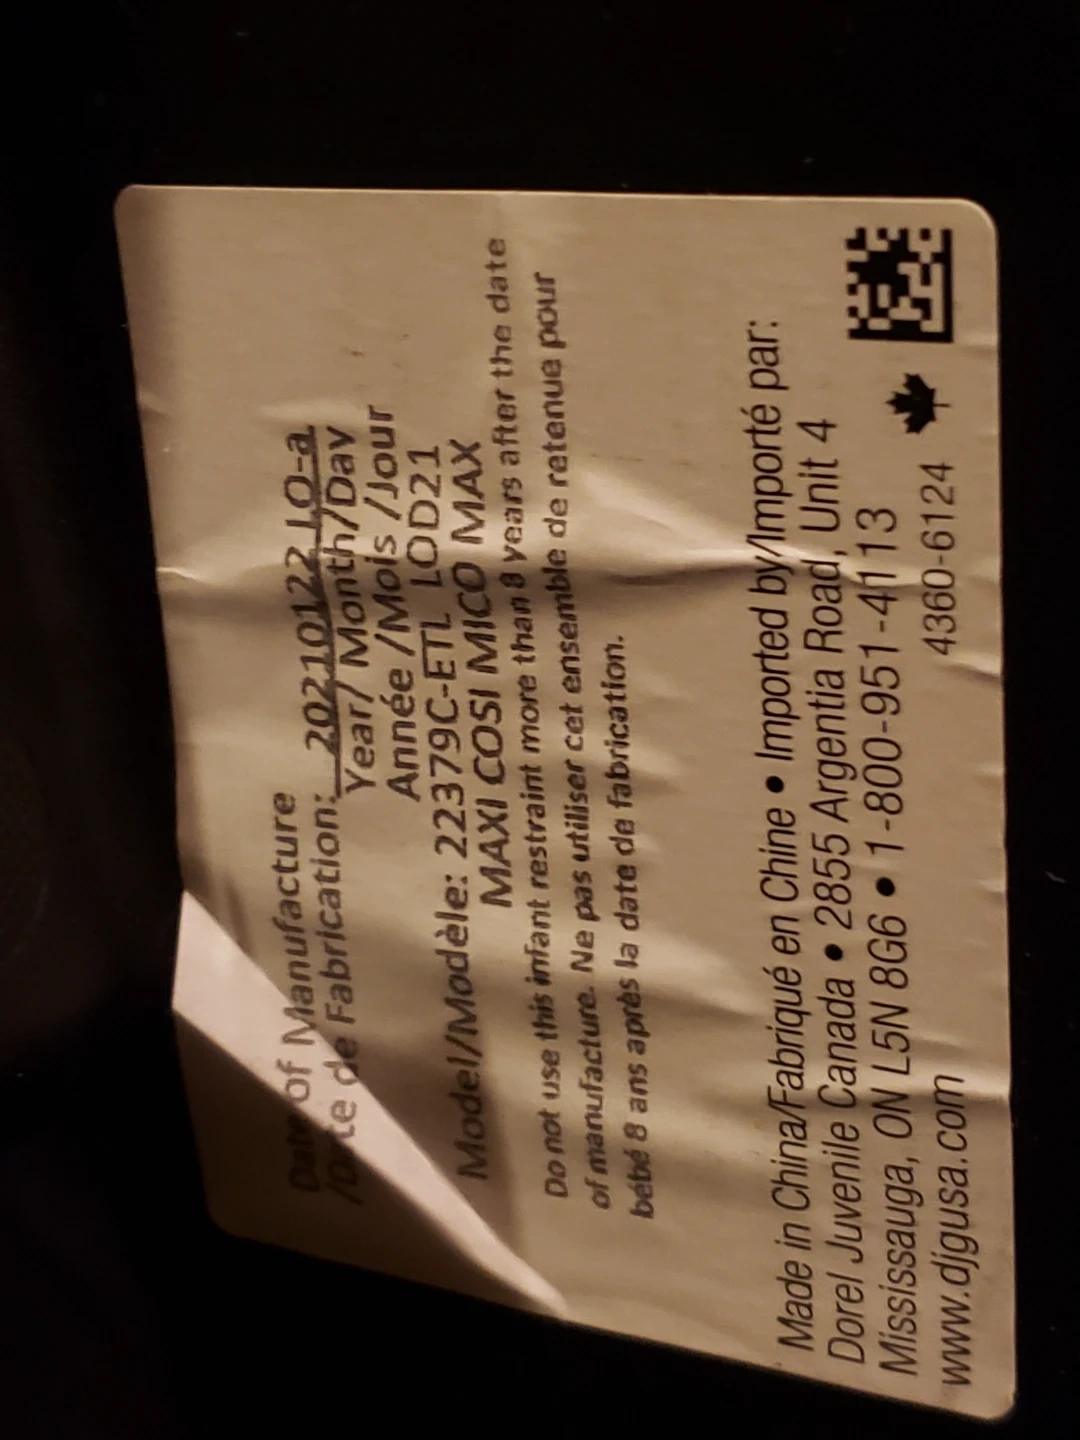 Date of Manufacture
/Date de Fabrication: 20210122 LO-a
Year/ Month/Day
Année /Mois /Jour
Model/Modèle: 22379C-ETL LOD21
MAXI COSI MICO MAX
Do not use this infant restraint more than 8 years after the date
of manufacture. Ne pas utiliser cet ensemble de retenue pour
bébé 8 ans après la date de fabrication.
Made in China/Fabriqué en Chine • Imported by/Importé par:
Dorel Juvenile Canada • 2855 Argentia Road, Unit 4
Mississauga, ON L5N 8G6 • 1-800-951-4113
www.djgusa.com 4360-6124